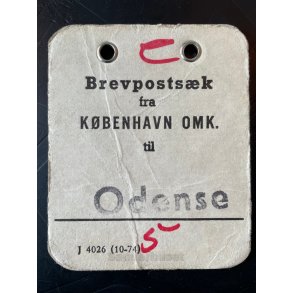 C
Brevpostsæk
fra
KØBENHAVN OMK.
til
Odense
5
J 4026 (10-74)